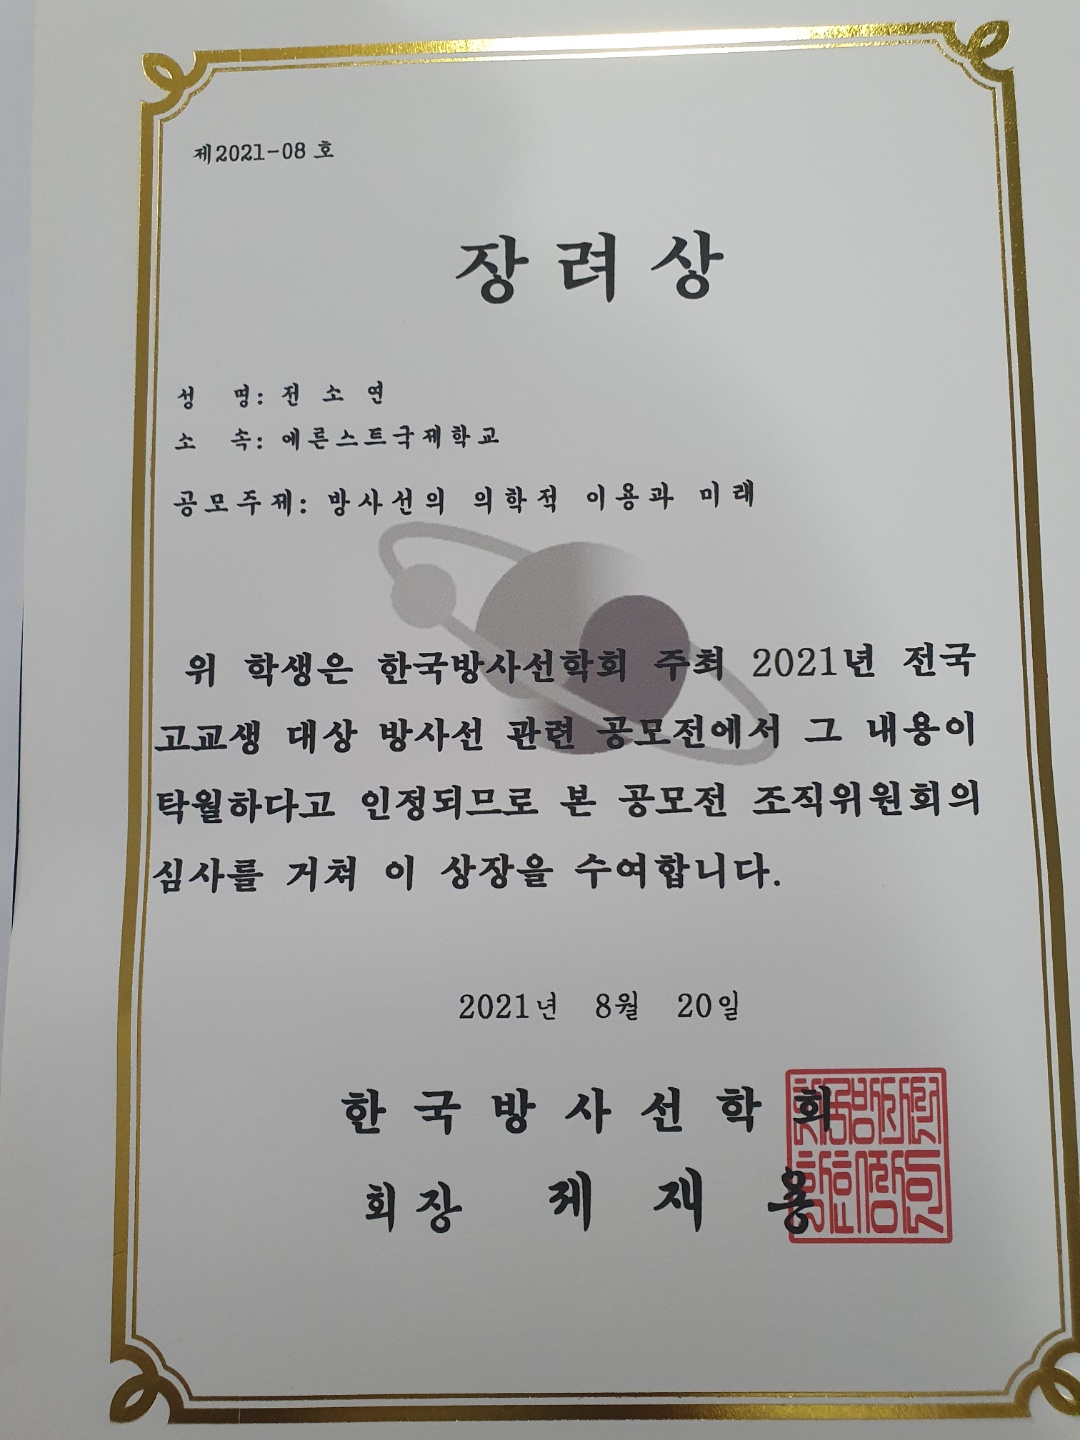 제2021-08 호
장려상
성 명: 전 소 연
소 속: 에른스트국제학교
공모주제: 방사선의 의학적 이용과 미래
위 학생은 한국방사선학회 주최 2021년 전국
고교생 대상 방사선 관련 공모전에서 그 내용이
탁월하다고 인정되므로 본 공모전 조직위원회의
심사를 거쳐 이 상장을 수여합니다.
2021년 8월 20일
한국방사선학회
회장 제 재 용